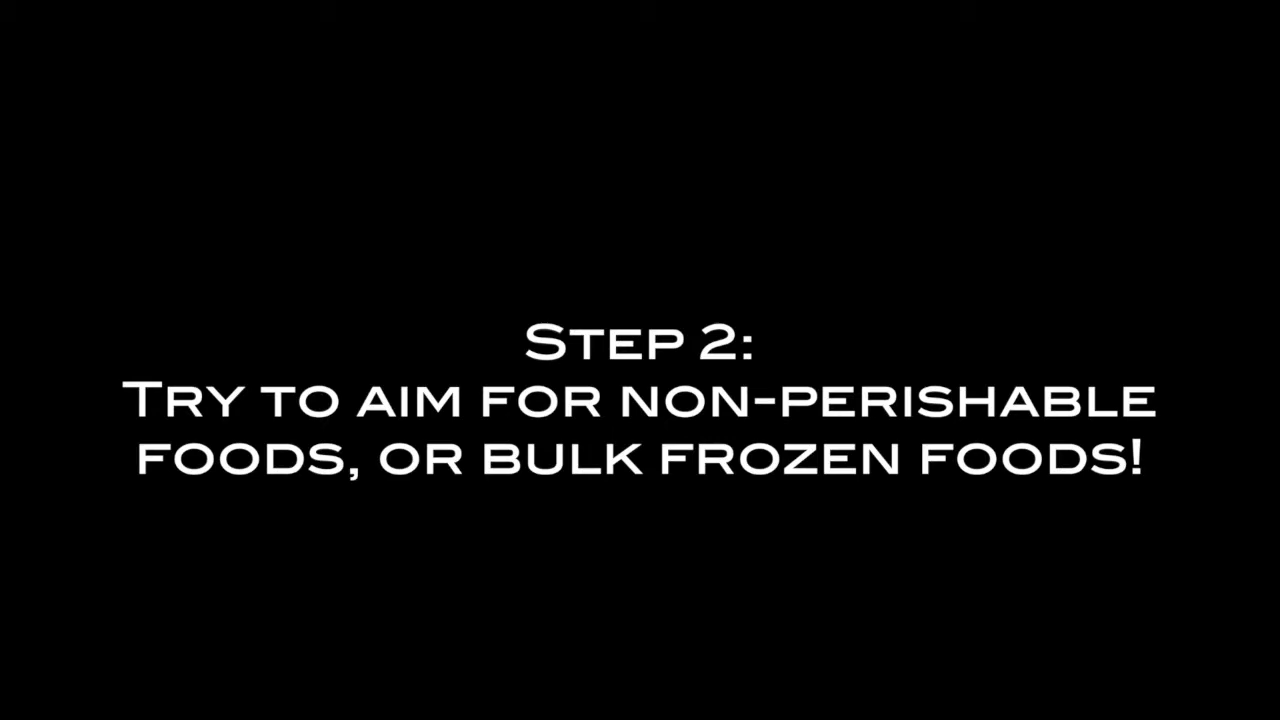 Step 2:
Try to aim for non-perishable
foods, or bulk frozen foods!